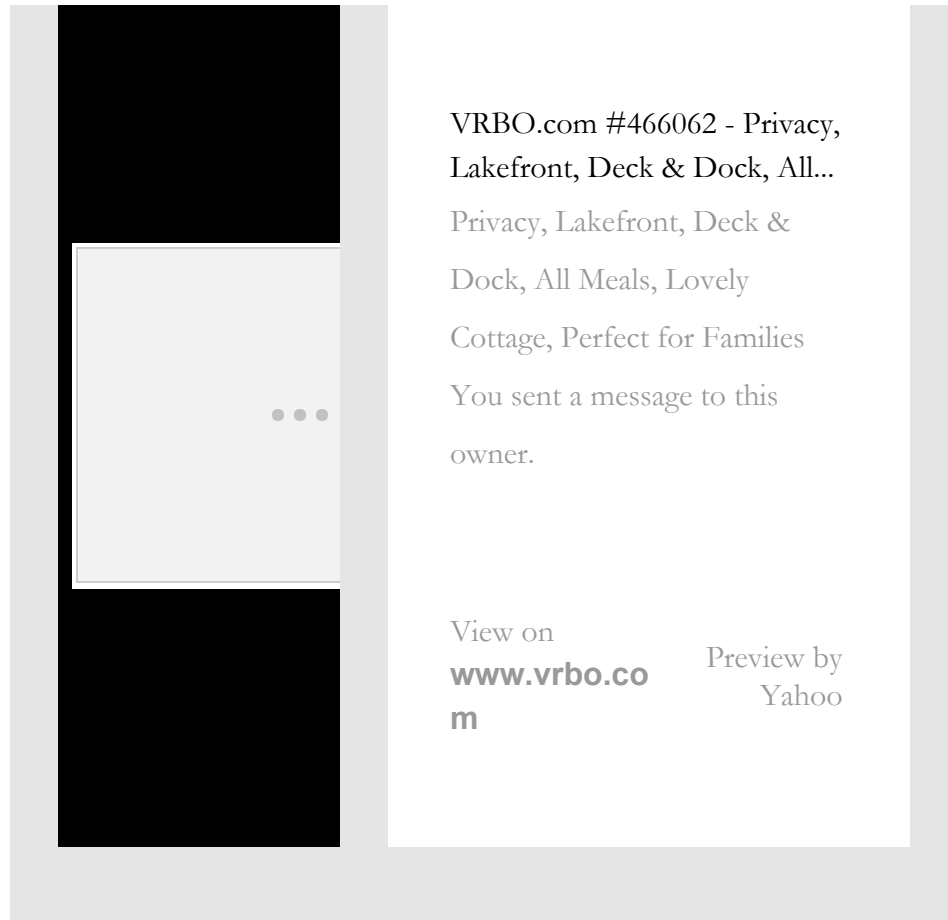 VRBO.com #466062 - Privacy,
Lakefront, Deck & Dock, All...
Privacy, Lakefront, Deck &
Dock, All Meals, Lovely
Cottage, Perfect for Families
You sent a message to this
owner.
View on
www.vrbo.co
m
Preview by
Yahoo